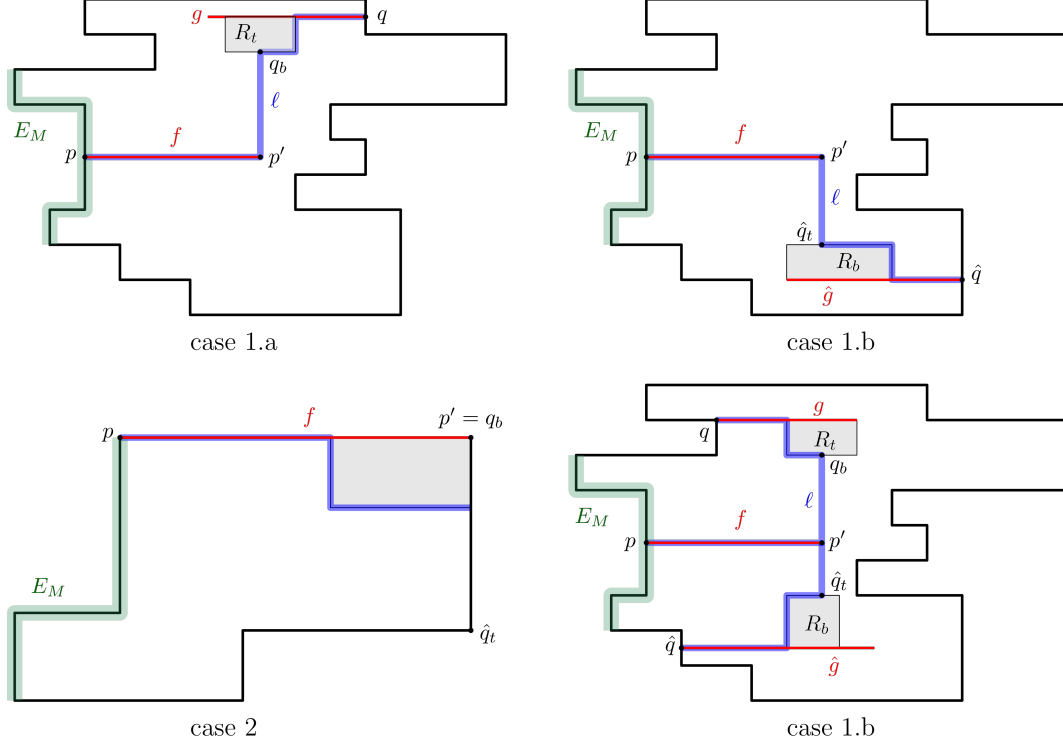 g
q
R_t
q_b
ℓ
E_M
f
p
p′
case 1.a
E_M
f
p
p′
ℓ
q̂_t
R_b
q̂
ĝ
case 1.b
f
p
p′ = q_b
E_M
q̂_t
case 2
g
q
R_t
q_b
ℓ
E_M
f
p
p′
q̂_t
R_b
q̂
ĝ
case 1.b